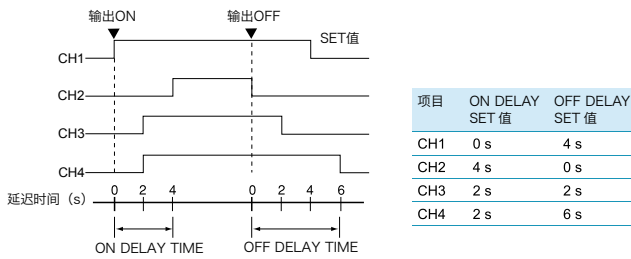 输出ON
输出OFF
SET值
CH1
CH2
CH3
CH4
延迟时间（s）
0 2 4 0 2 4 6
ON DELAY TIME
OFF DELAY TIME
项目 ON DELAY SET 值 OFF DELAY SET 值
CH1 0 s 4 s
CH2 4 s 0 s
CH3 2 s 2 s
CH4 2 s 6 s